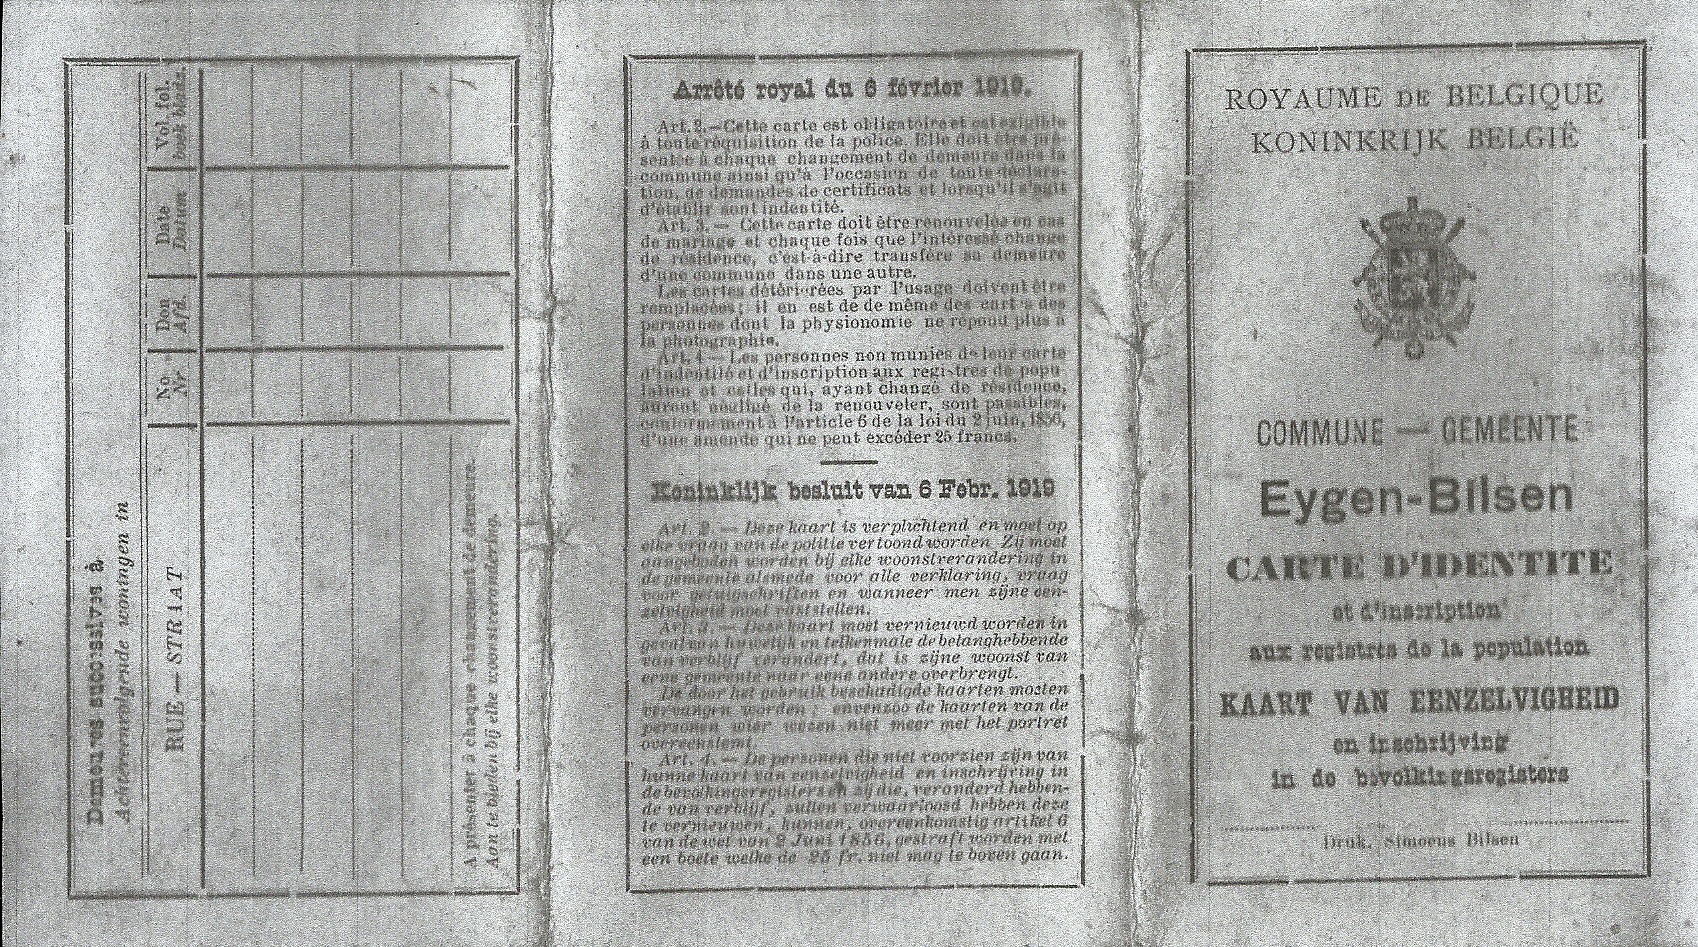 Demeures successives à
Achtereenvolgende woningen in
RUE — STRAAT
No
Nr
Don
Afd.
Date
Datum
Vol. fol.
boek bladz.
A présenter à chaque changement de demeure.
Aan te bieden bij elke woonstverandering.
Arrêté royal du 6 février 1919.
Art. 2.—Cette carte est obligatoire et est exigible
à toute réquisition de la police. Elle doit être pré-
sentée à chaque changement de demeure dans la
commune ainsi qu'à l'occasion de toute déclara-
tion, de demandes de certificats et lorsqu'il s'agit
d'établir sont indentité.
Art. 3. — Cette carte doit être renouvelée en cas
de mariage et chaque fois que l'intéressé change
de résidence, c'est-à-dire transfère sa demeure
d'une commune dans une autre.
Les cartes détériorées par l'usage doivent être
remplacées; il en est de de même des cartes des
personnes dont la physionomie ne répond plus à
la photographie.
Art. 4 — Les personnes non munies de leur carte
d'indentité et d'inscription aux registres de popu
lation et celles qui, ayant changé de résidence,
auront négligé de la renouveler, sont passibles,
conformément à l'article 6 de la loi du 2 juin, 1856,
d'une amende qui ne peut excéder 25 francs.
Koninklijk besluit van 6 Febr. 1919
Art. 2. — Deze kaart is verplichtend en moet op
elke vraag van de politie vertoond worden. Zij moet
aangeboden worden bij elke woonstverandering in
de gemeente alsmede voor alle verklaring, vraag
voor getuigschriften en wanneer men zijne een-
zelvigheid moet vaststellen.
Art. 3. — Deze kaart moet vernieuwd worden in
geval van huwelijk en telkenmale de betanghebbende
van verblijf verandert, dat is zijne woonst van
eene gemeente naar eene andere overbrengt.
De door het gebruik beschadigde kaarten moeten
vervangen worden; evenzoo de kaarten van de
personen wier wezen niet meer met het portret
overeenstemt.
Art. 4. — De personen die niet voorzien zijn van
hunne kaart van eenzelvigheid en inschrijving in
de bevolkingsregisters en zij die, veranderd hebben-
de van verblijf, zullen verwaarloosd hebben deze
te vernieuwen, kunnen, overeenkomstig artikel 6
van de wet van 2 Juni 1856, gestraft worden met
een boete welke de 25 fr. niet mag te boven gaan.
ROYAUME DE BELGIQUE
KONINKRIJK BELGIË
COMMUNE — GEMEENTE
Eygen-Bilsen
CARTE D'IDENTITE
et d'inscription
aux registres de la population
KAART VAN EENZELVIGHEID
en inschrijving
in de bevolkingsregisters
Druk. Simoens Bilsen